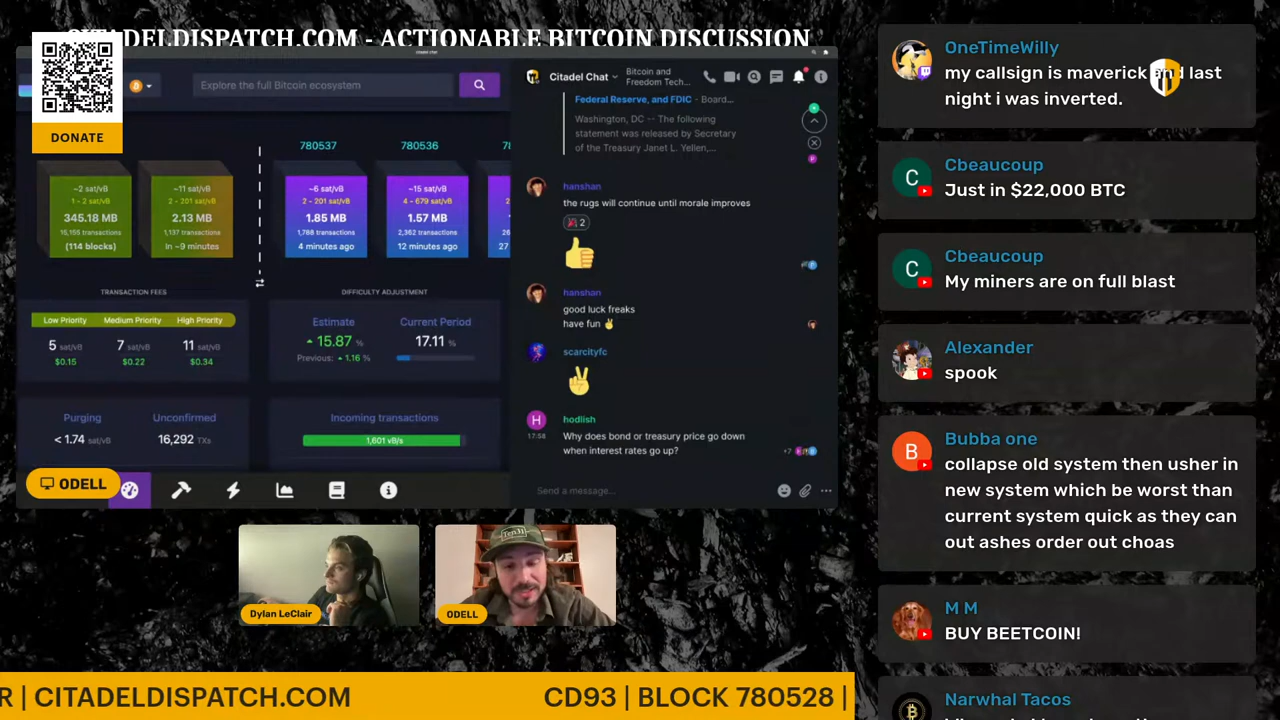 CITADELDISPATCH.COM - ACTIONABLE BITCOIN DISCUSSION
DONATE
Explore the full Bitcoin ecosystem
780537
780536
78
~2 sat/vB
1 - 2 sat/vB
345.18 MB
15,155 transactions
(114 blocks)
~11 sat/vB
2 - 201 sat/vB
2.13 MB
1,137 transactions
In ~9 minutes
~6 sat/vB
2 - 201 sat/vB
1.85 MB
1,788 transactions
4 minutes ago
~15 sat/vB
4 - 679 sat/vB
1.57 MB
2,362 transactions
12 minutes ago
27
TRANSACTION FEES
Low Priority Medium Priority High Priority
5 sat/vB 7 sat/vB 11 sat/vB
$0.15 $0.22 $0.34
DIFFICULTY ADJUSTMENT
Estimate Current Period
15.87 % 17.11 %
Previous: 1.16 %
Purging Unconfirmed
< 1.74 sat/vB 16,292 TXs
Incoming transactions
1,601 vB/s
ODELL
Citadel Chat
Bitcoin and
Freedom Tech...
Federal Reserve, and FDIC - Board...
Washington, DC -- The following
statement was released by Secretary
of the Treasury Janet L. Yellen,...
hanshan
the rugs will continue until morale improves
2
hanshan
good luck freaks
have fun ✌
scarcityfc
H
hodlish
17:58
Why does bond or treasury price go down
when interest rates go up?
+7
Send a message...
Dylan LeClair
ODELL
R | CITADELDISPATCH.COM
CD93 | BLOCK 780528 |
OneTimeWilly
my callsign is maverick and last
night i was inverted.
C
Cbeaucoup
Just in $22,000 BTC
C
Cbeaucoup
My miners are on full blast
Alexander
spook
B
Bubba one
collapse old system then usher in
new system which be worst than
current system quick as they can
out ashes order out choas
M M
BUY BEETCOIN!
Narwhal Tacos